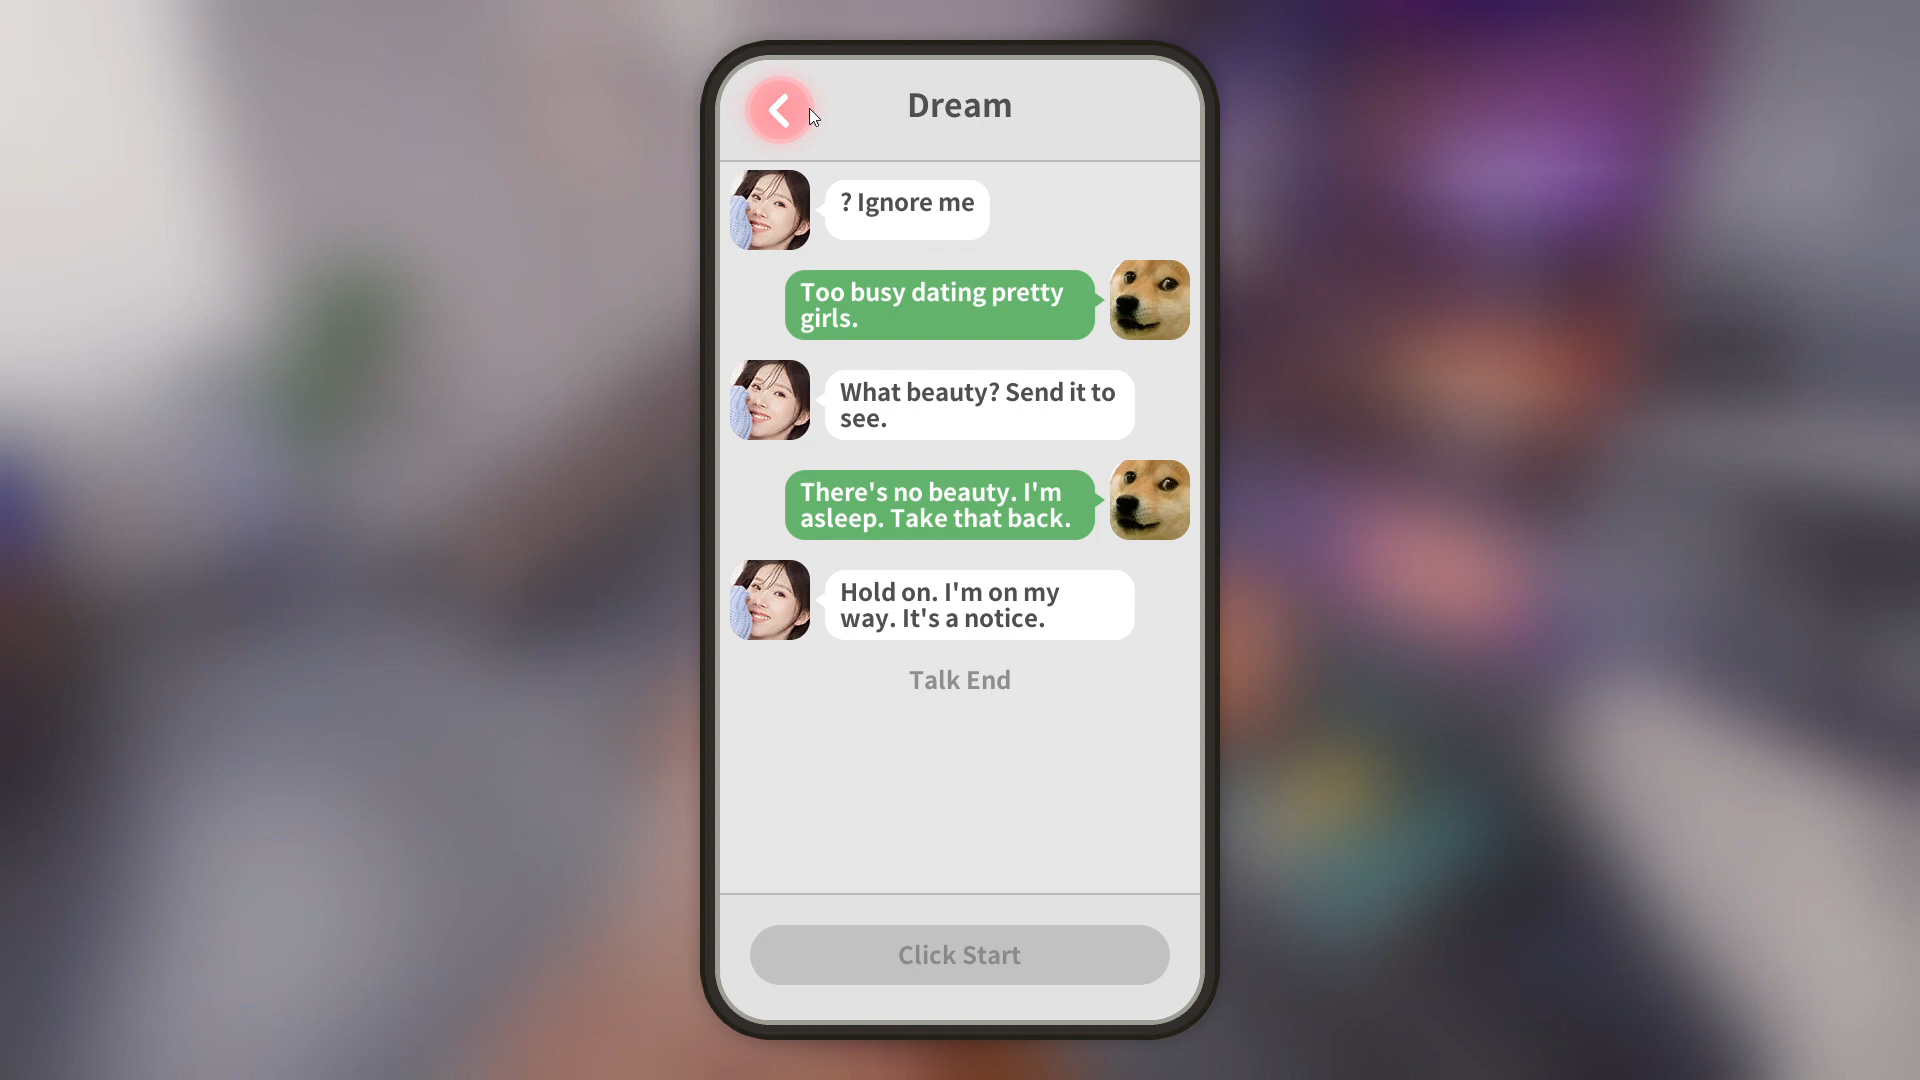 Dream
? Ignore me
Too busy dating pretty
girls.
What beauty? Send it to
see.
There's no beauty. I'm
asleep. Take that back.
Hold on. I'm on my
way. It's a notice.
Talk End
Click Start